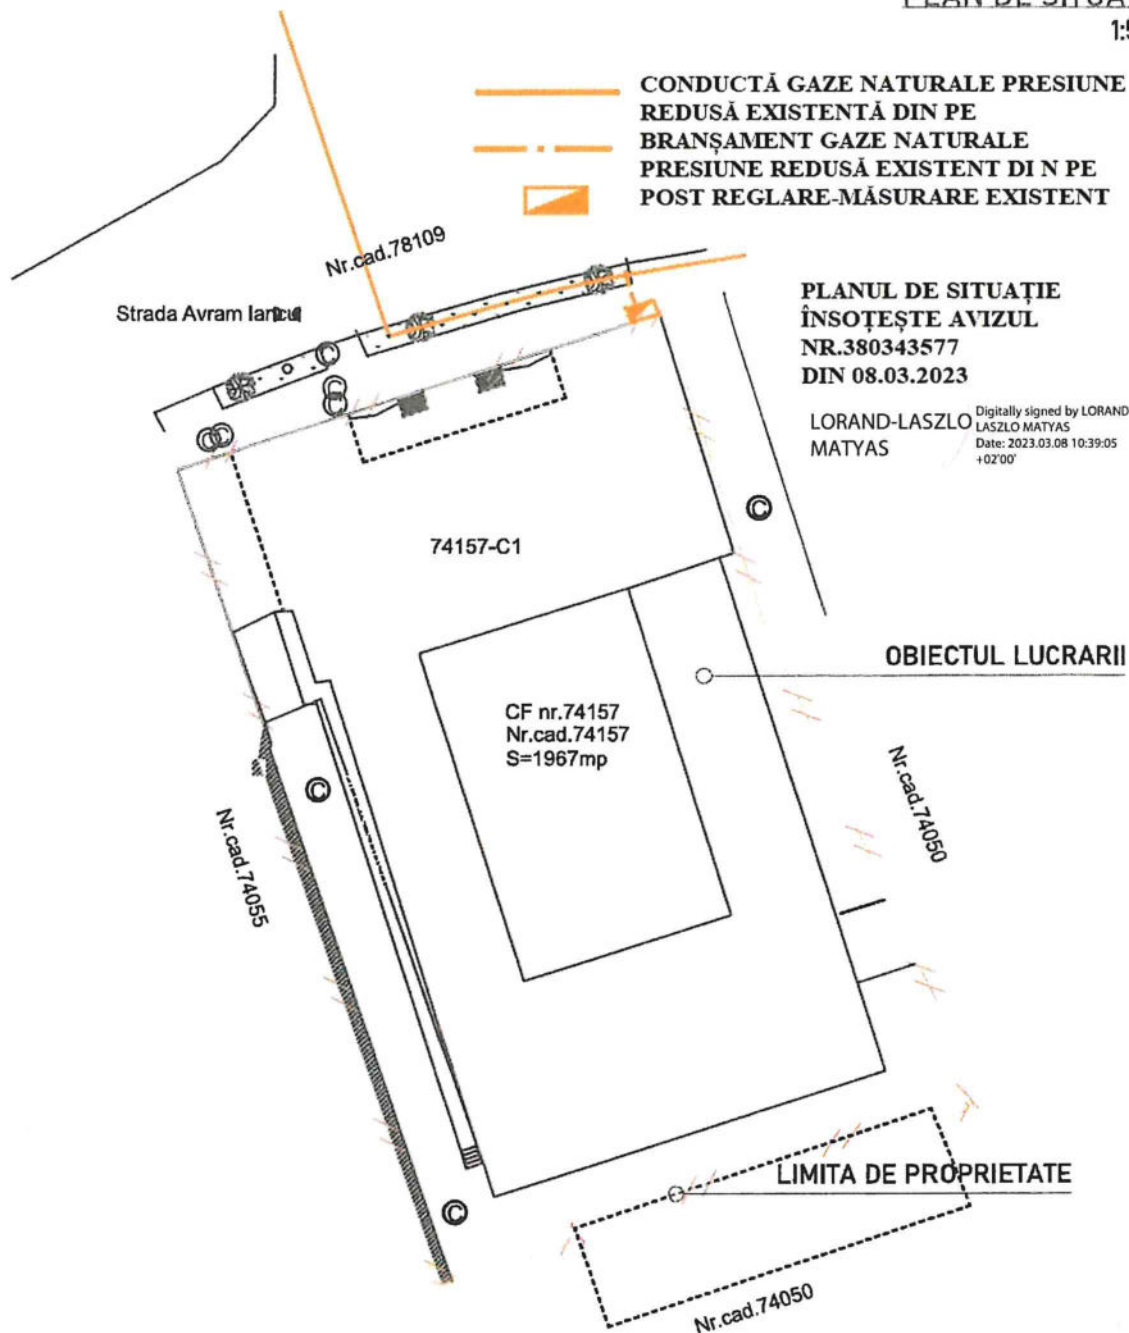 1:5
CONDUCTĂ GAZE NATURALE PRESIUNE
REDUSĂ EXISTENTĂ DIN PE
BRANȘAMENT GAZE NATURALE
PRESIUNE REDUSĂ EXISTENT DI N PE
POST REGLARE-MĂSURARE EXISTENT
Nr.cad.78109
Strada Avram Iancu
PLANUL DE SITUAȚIE
ÎNSOȚEȘTE AVIZUL
NR.380343577
DIN 08.03.2023
LORAND-LASZLO
MATYAS
Digitally signed by LORAND
LASZLO MATYAS
Date: 2023.03.08 10:39:05
+02'00'
C
C
C
C
74157-C1
OBIECTUL LUCRARII
CF nr.74157
Nr.cad.74157
S=1967mp
C
Nr.cad.74050
Nr.cad.74055
LIMITA DE PROPRIETATE
C
Nr.cad.74050